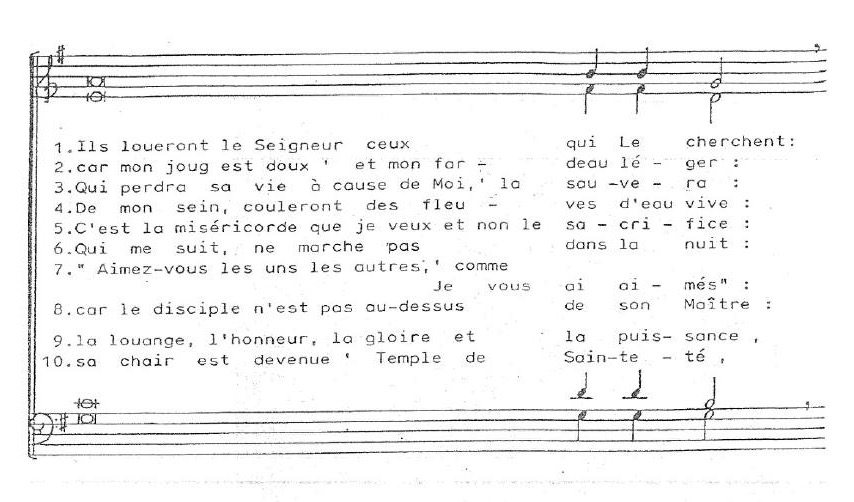 1.Ils loueront le Seigneur ceux qui Le cherchent:
2.car mon joug est doux ' et mon far - deau lé - ger :
3.Qui perdra sa vie à cause de Moi,' la sau -ve - ra :
4.De mon sein, couleront des fleu - ves d'eau vive :
5.C'est la miséricorde que je veux et non le sa - cri - fice :
6.Qui me suit, ne marche pas dans la nuit :
7." Aimez-vous les uns les autres,' comme
Je vous ai ai - més" :
8.car le disciple n'est pas au-dessus de son Maître :
9.la louange, l'honneur, la gloire et la puis- sance ,
10.sa chair est devenue ' Temple de Sain-te - té ,